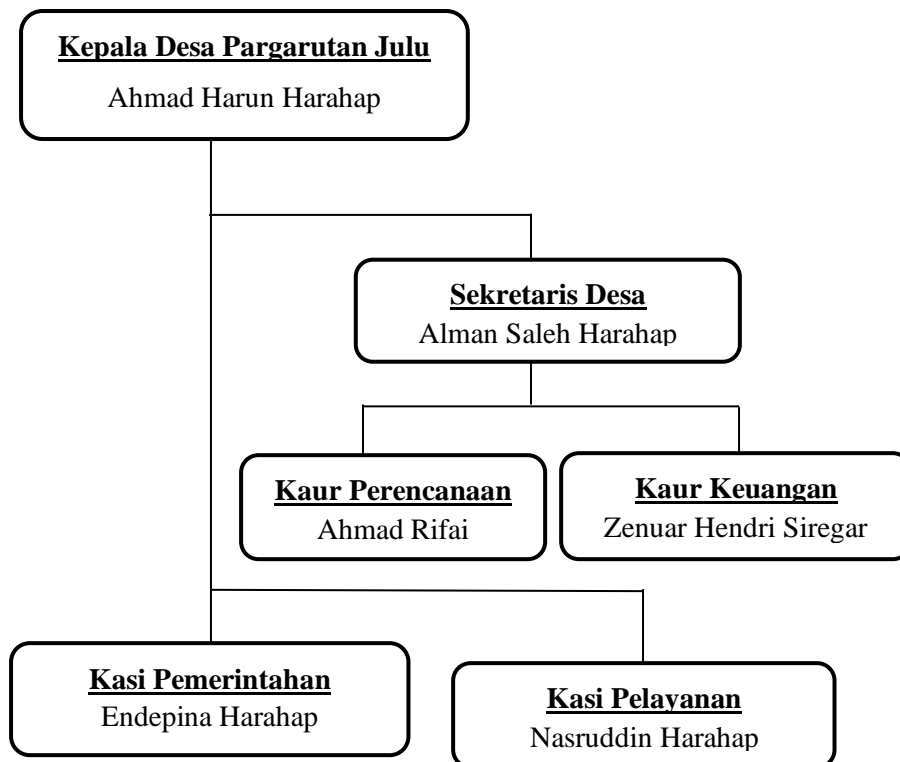 Kepala Desa Pargarutan Julu
Ahmad Harun Harahap
Sekretaris Desa
Alman Saleh Harahap
Kaur Perencanaan
Ahmad Rifai
Kaur Keuangan
Zenuar Hendri Siregar
Kasi Pemerintahan
Endepina Harahap
Kasi Pelayanan
Nasruddin Harahap